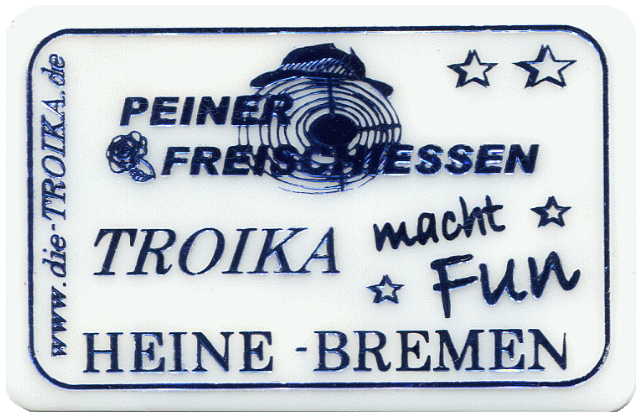 PEINER
FREISCHIESSEN
TROIKA
macht
Fun
HEINE - BREMEN
www.die-TROIKA.de